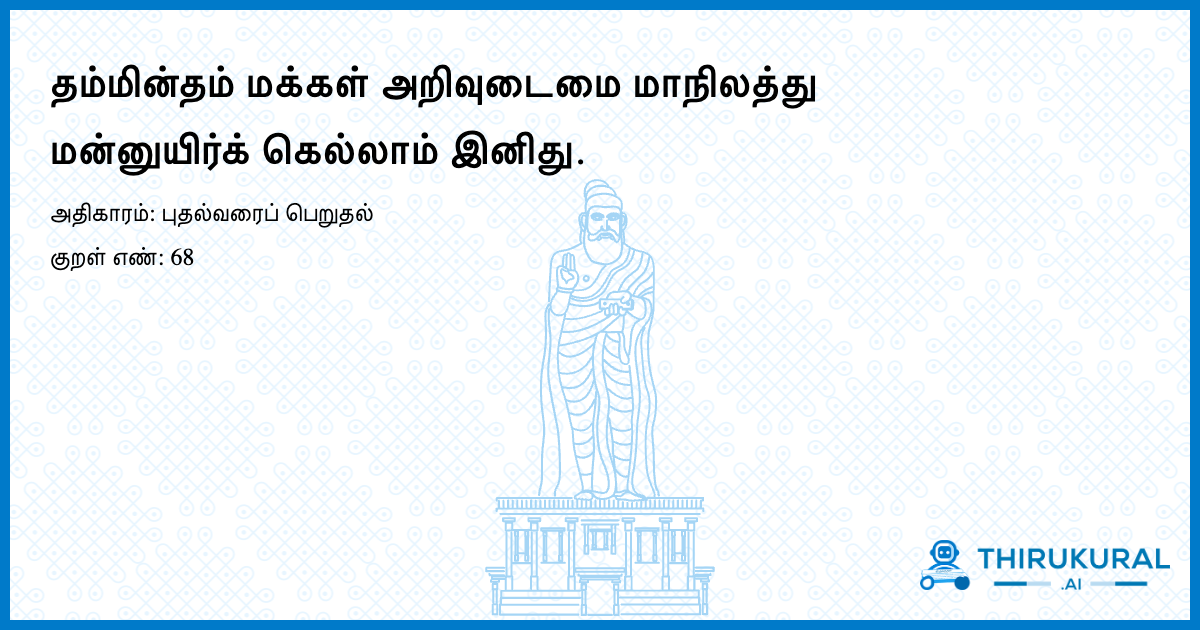 தம்மின்தம் மக்கள் அறிவுடைமை மாநிலத்து
மன்னுயிர்க் கெல்லாம் இனிது.
அதிகாரம்: புதல்வரைப் பெறுதல்
குறள் எண்: 68
THIRUKURAL
.AI